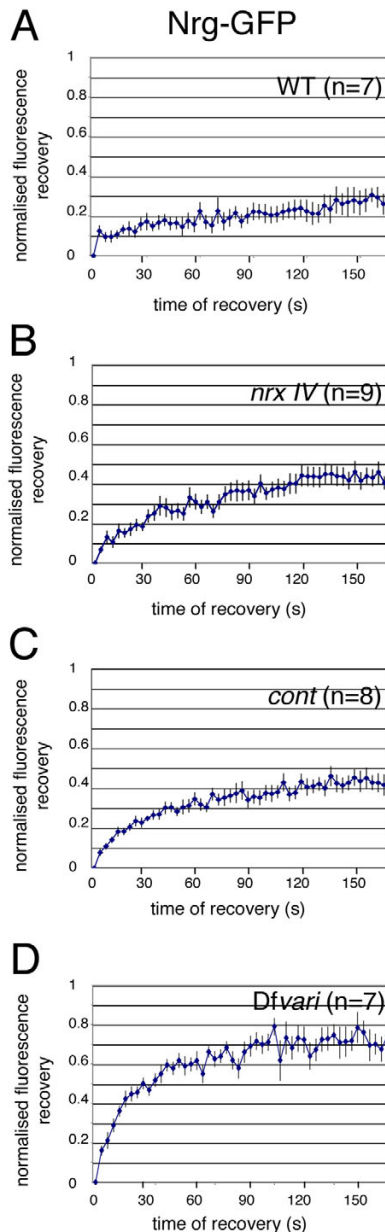 A
Nrg-GFP
WT (n=7)
normalised fluorescence
recovery
1
0.8
0.6
0.4
0.2
0
0
30
60
90
120
150
time of recovery (s)
B
nrx IV (n=9)
normalised fluorescence
recovery
1
0.8
0.6
0.4
0.2
0
0
30
60
90
120
150
time of recovery (s)
C
cont (n=8)
normalised fluorescence
recovery
1
0.8
0.6
0.4
0.2
0
0
30
60
90
120
150
time of recovery (s)
D
Dfvari (n=7)
normalised fluorescence
recovery
1
0.8
0.6
0.4
0.2
0
0
30
60
90
120
150
time of recovery (s)